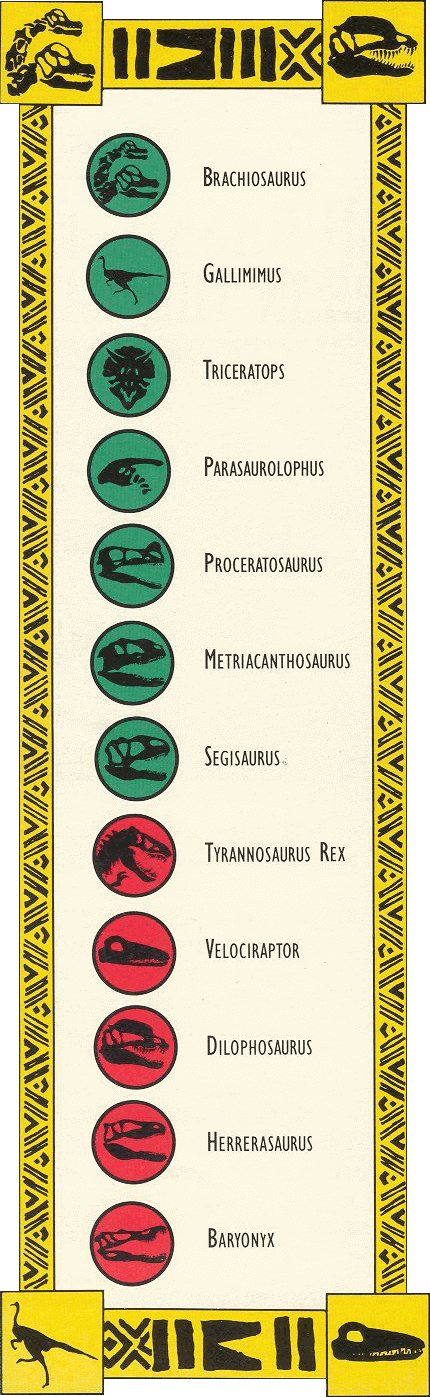 Brachiosaurus
Gallimimus
Triceratops
Parasaurolophus
Proceratosaurus
Metriacanthosaurus
Segisaurus
Tyrannosaurus Rex
Velociraptor
Dilophosaurus
Herrerasaurus
Baryonyx